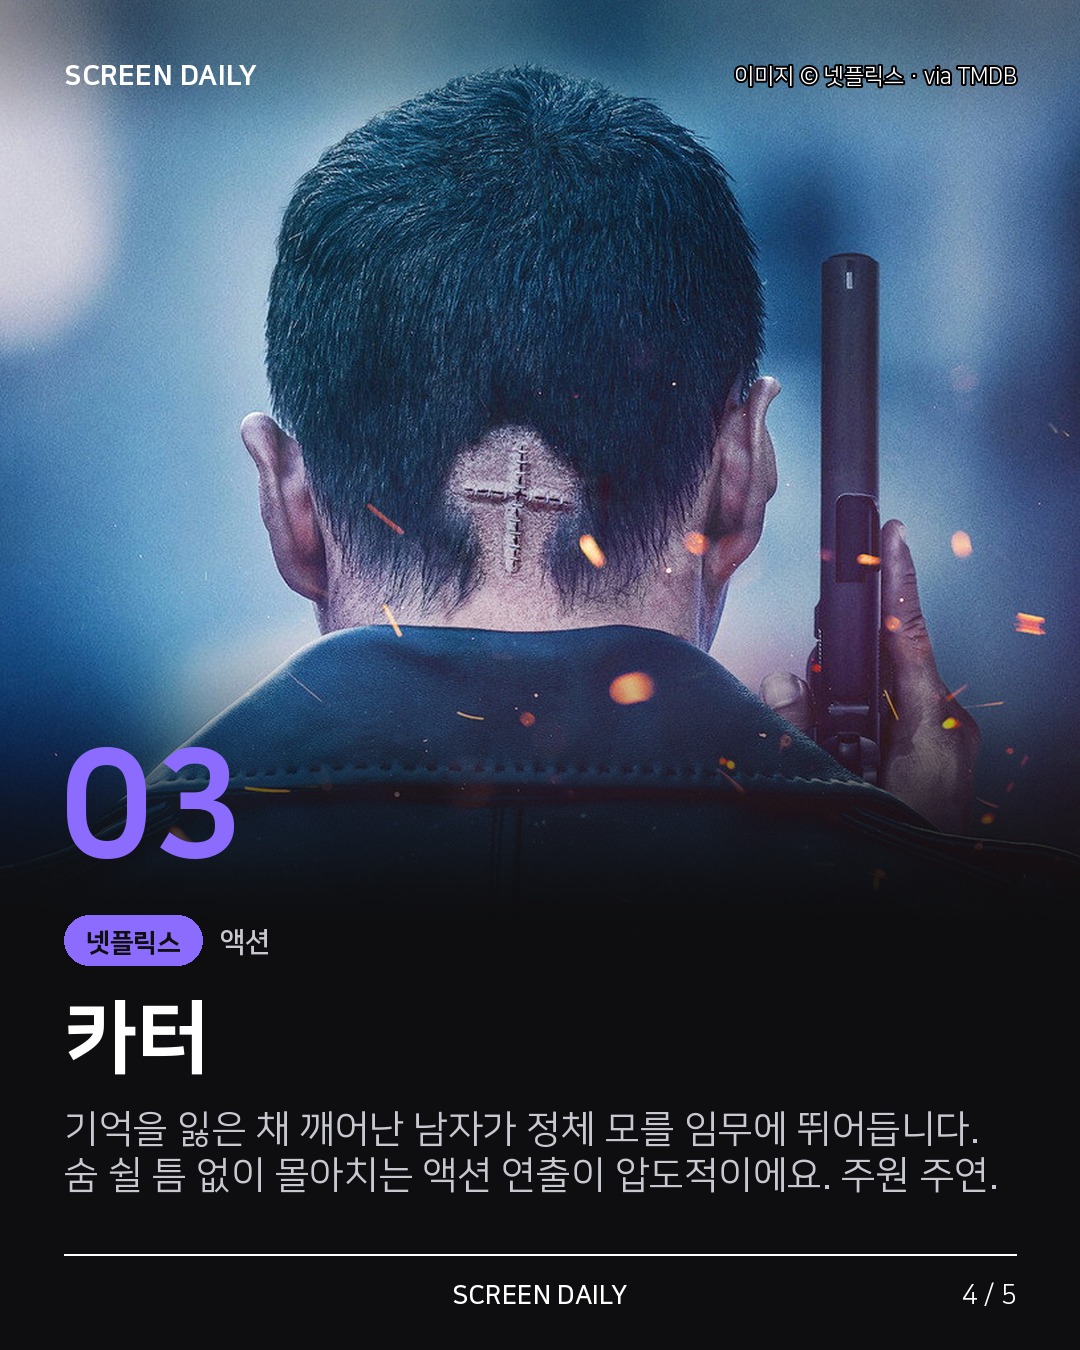 SCREEN DAILY
이미지 © 넷플릭스 · via TMDB
03
넷플릭스 액션
카터
기억을 잃은 채 깨어난 남자가 정체 모를 임무에 뛰어듭니다.
숨 쉴 틈 없이 몰아치는 액션 연출이 압도적이에요. 주원 주연.
SCREEN DAILY
4 / 5